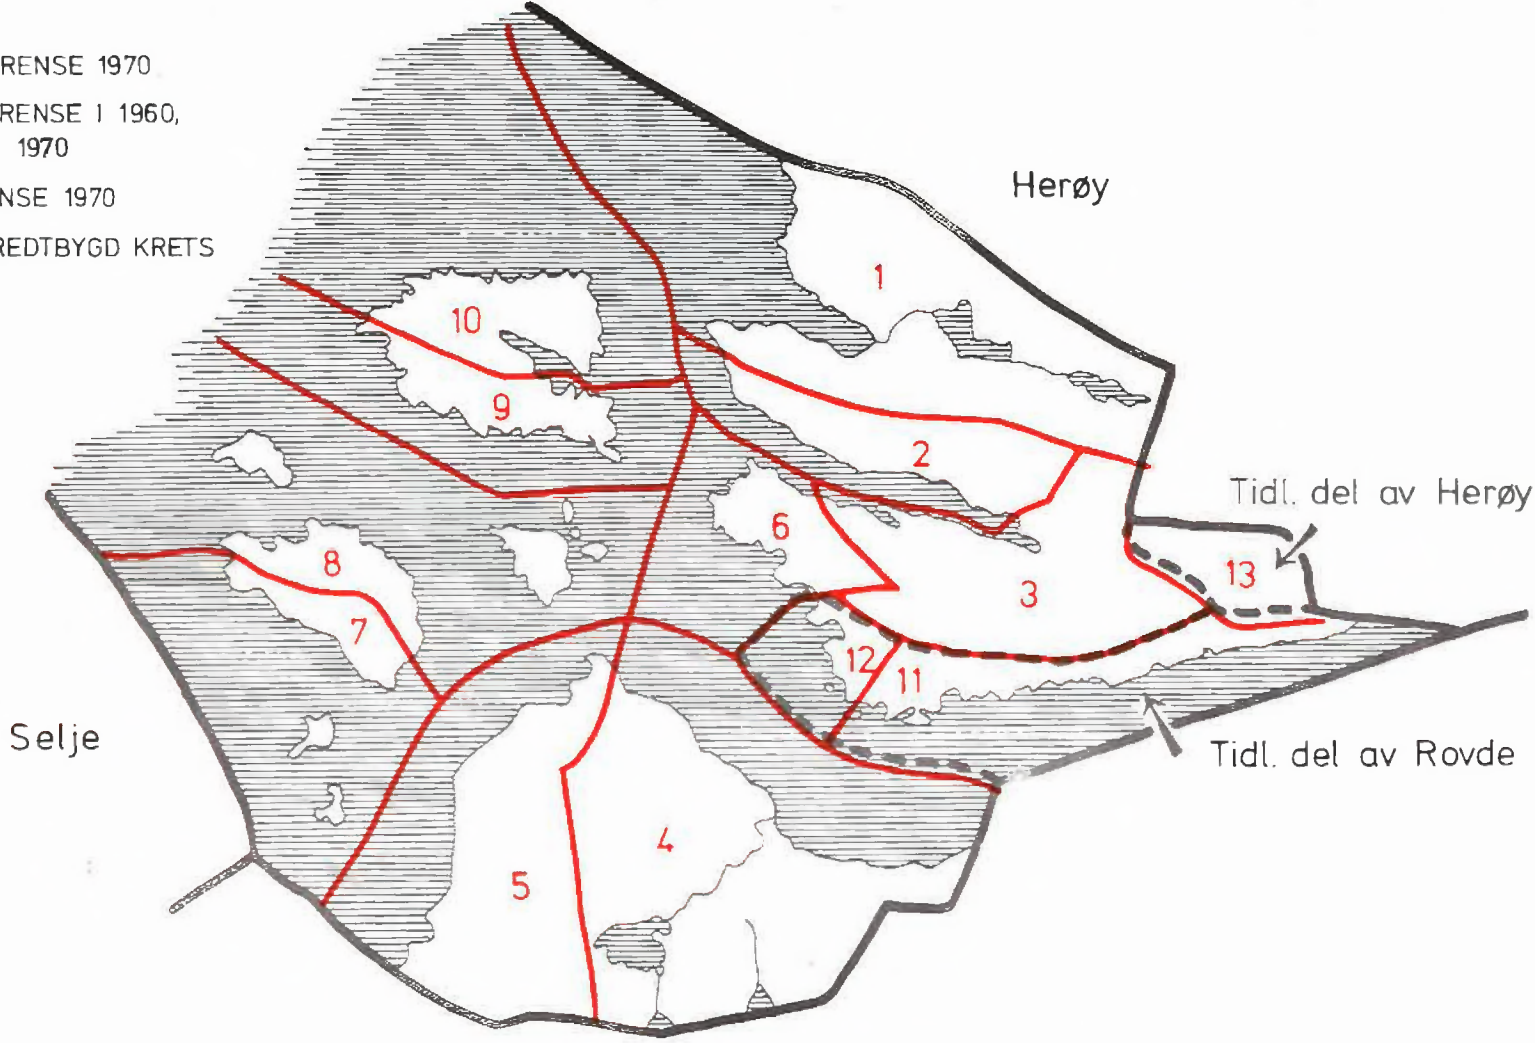 RENSE 1970
RENSE I 1960,
1970
NSE 1970
REDTBYGD KRETS
Herøy
1
10
9
2
Tidl. del av Herøy
6
8
13
3
7
12
11
Selje
Tidl. del av Rovde
4
5